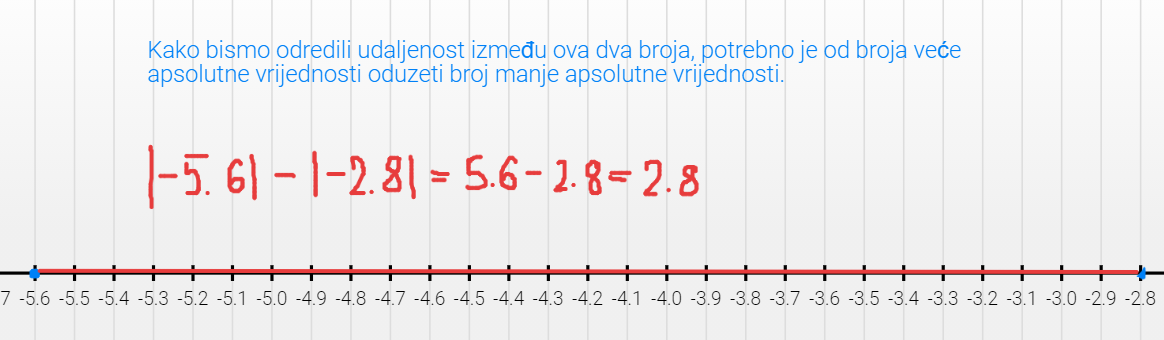 Kako bismo odredili udaljenost između ova dva broja, potrebno je od broja veće
apsolutne vrijednosti oduzeti broj manje apsolutne vrijednosti.
|-5.6| - |-2.8| = 5.6 - 2.8 = 2.8
7 -5.6 -5.5 -5.4 -5.3 -5.2 -5.1 -5.0 -4.9 -4.8 -4.7 -4.6 -4.5 -4.4 -4.3 -4.2 -4.1 -4.0 -3.9 -3.8 -3.7 -3.6 -3.5 -3.4 -3.3 -3.2 -3.1 -3.0 -2.9 -2.8